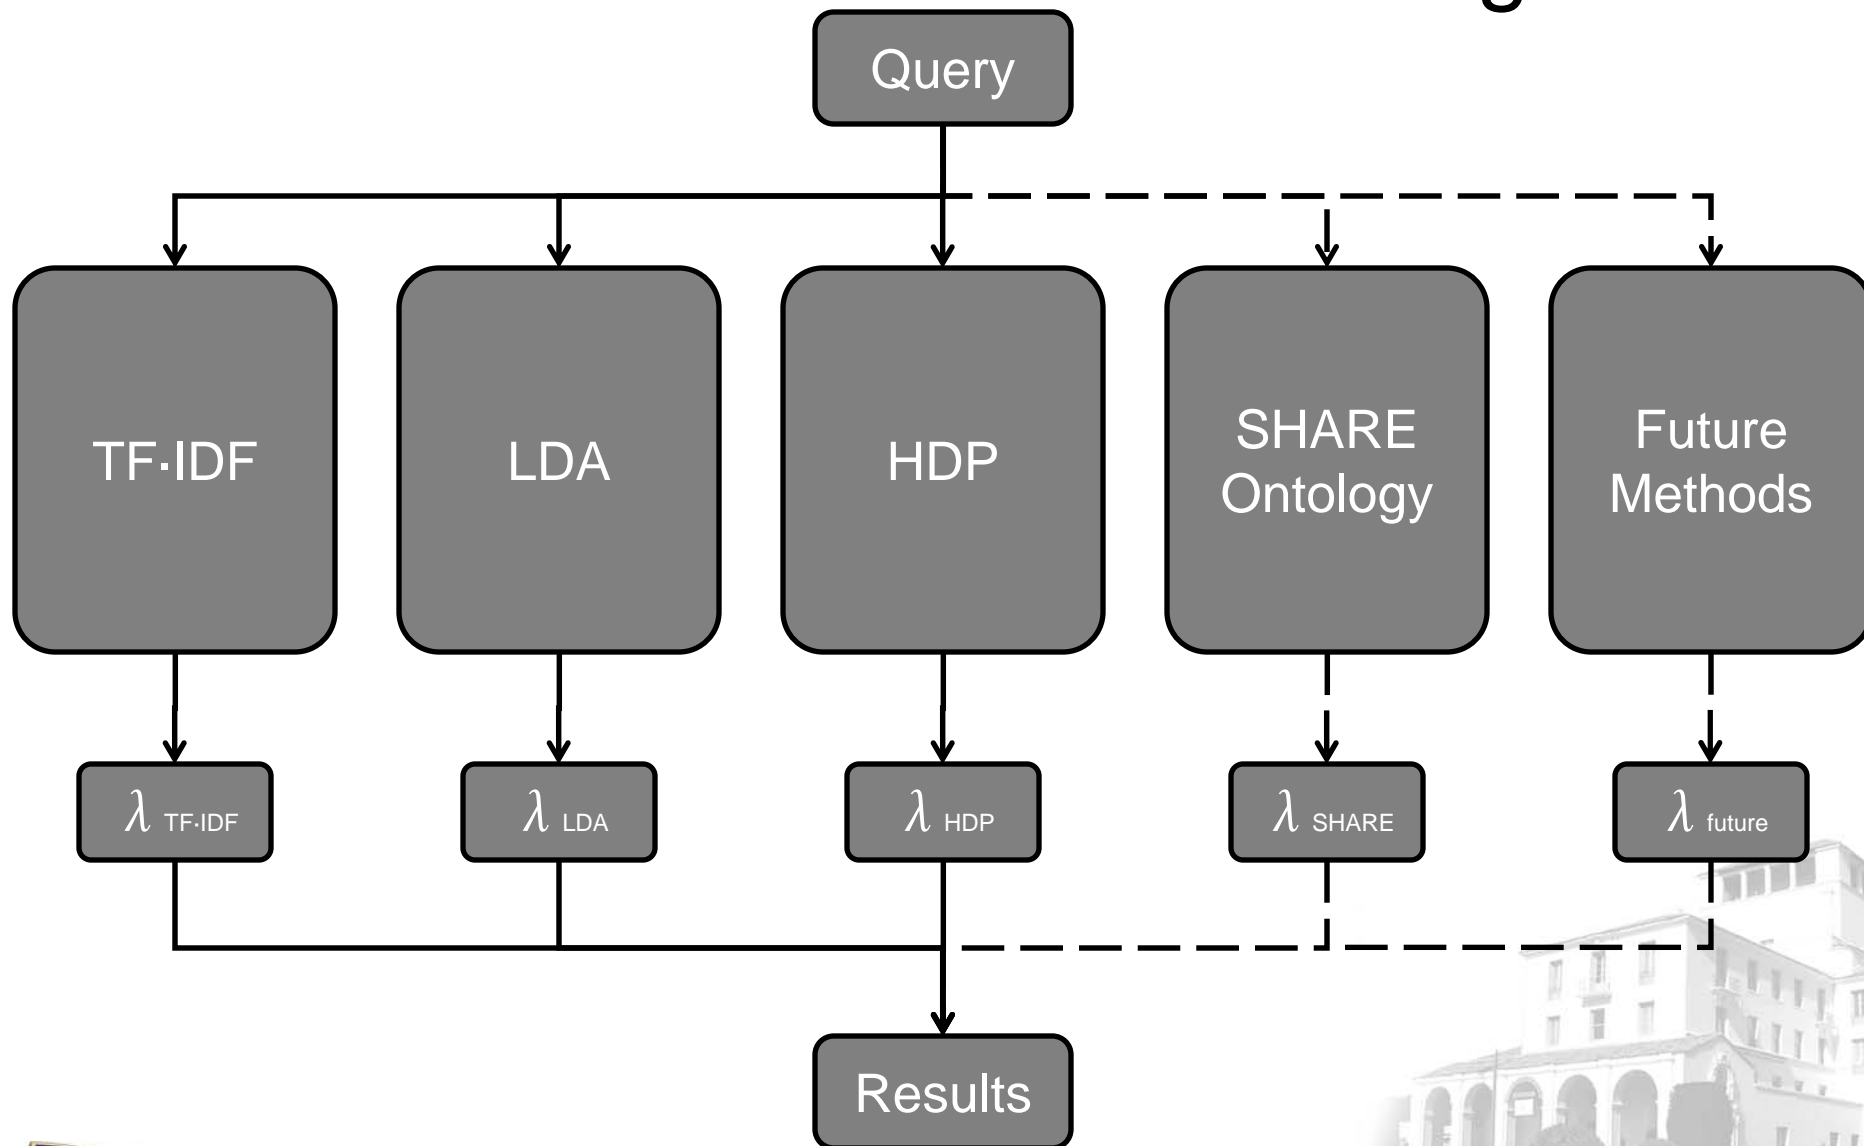 Query
TF·IDF
LDA
HDP
SHARE
Ontology
Future
Methods
λ TF·IDF
λ LDA
λ HDP
λ SHARE
λ future
Results